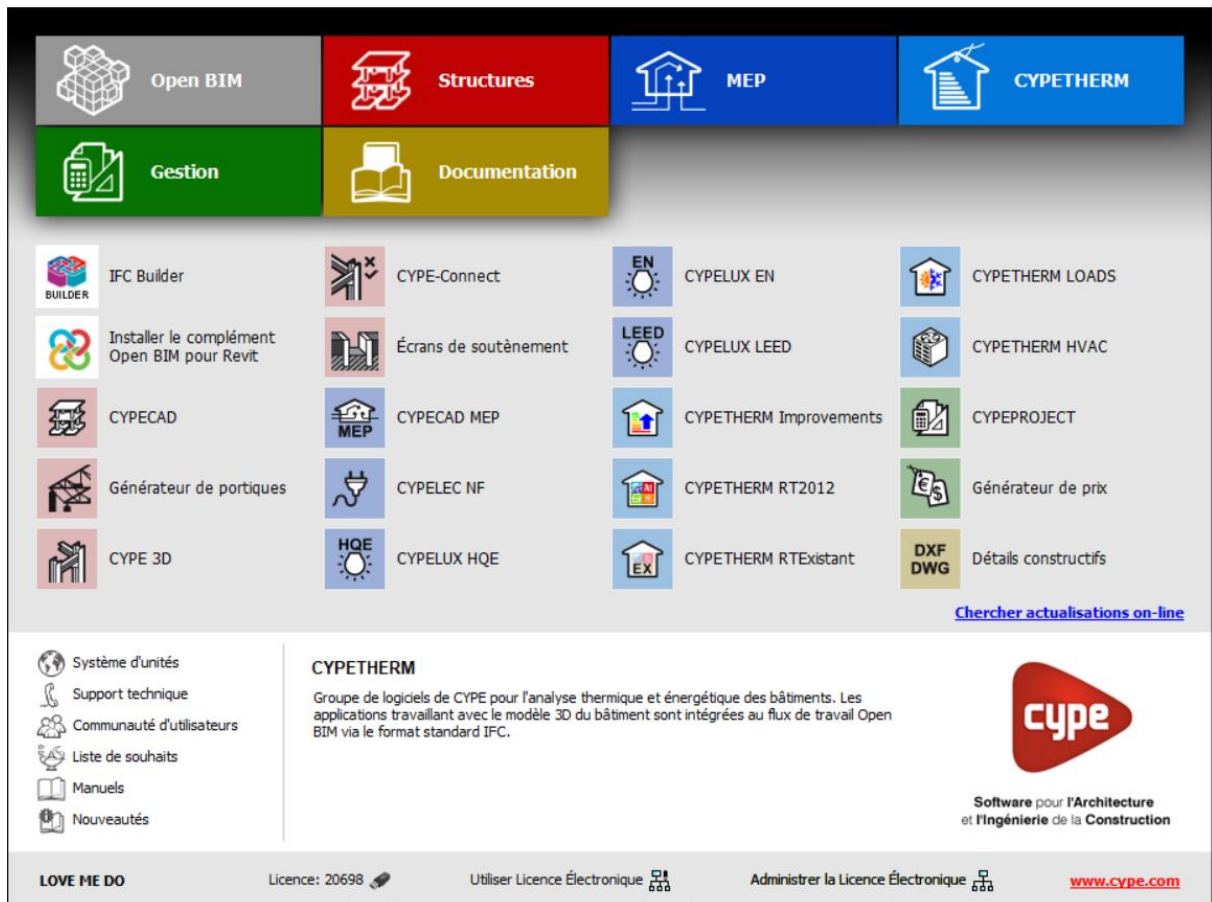 Open BIM
Structures
MEP
CYPETHERM
Gestion
Documentation
BUILDER
IFC Builder
CYPE-Connect
EN
CYPELUX EN
CYPETHERM LOADS
Installer le complément
Open BIM pour Revit
Écrans de soutènement
LEED
CYPELUX LEED
CYPETHERM HVAC
CYPECAD
MEP
CYPECAD MEP
CYPETHERM Improvements
CYPEPROJECT
Générateur de portiques
CYPELEC NF
CYPETHERM RT2012
€ $
Générateur de prix
CYPE 3D
HQE
CYPELUX HQE
EX
CYPETHERM RTExistant
DXF
DWG
Détails constructifs
Chercher actualisations on-line
Système d'unités
Support technique
Communauté d'utilisateurs
Liste de souhaits
Manuels
Nouveautés
CYPETHERM
Groupe de logiciels de CYPE pour l'analyse thermique et énergétique des bâtiments. Les
applications travaillant avec le modèle 3D du bâtiment sont intégrées au flux de travail Open
BIM via le format standard IFC.
cype
Software pour l'Architecture
et l'Ingénierie de la Construction
LOVE ME DO
Licence: 20698
Utiliser Licence Électronique
Administrer la Licence Électronique
www.cype.com